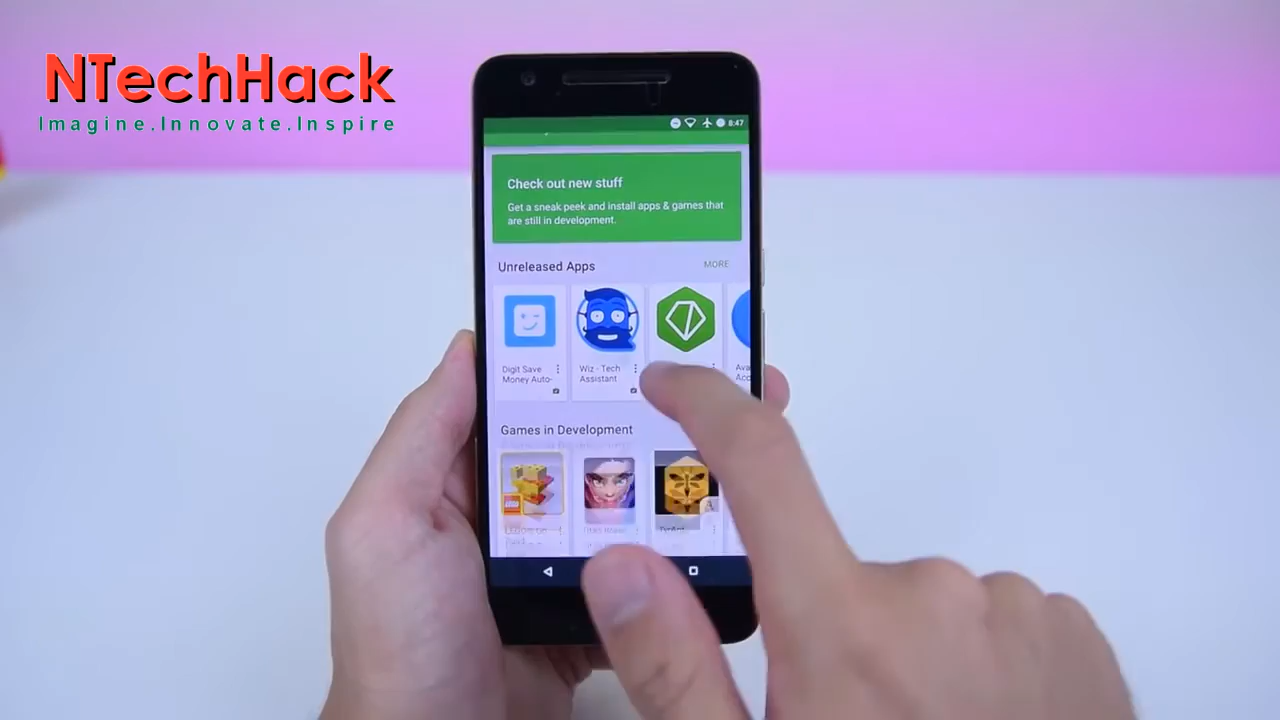 NTechHack
Imagine.Innovate.Inspire
8:47
Check out new stuff
Get a sneak peek and install apps & games that
are still in development.
Unreleased Apps
MORE
Digit Save
Money Auto-
Wiz - Tech
Assistant
Games in Development
LEGO